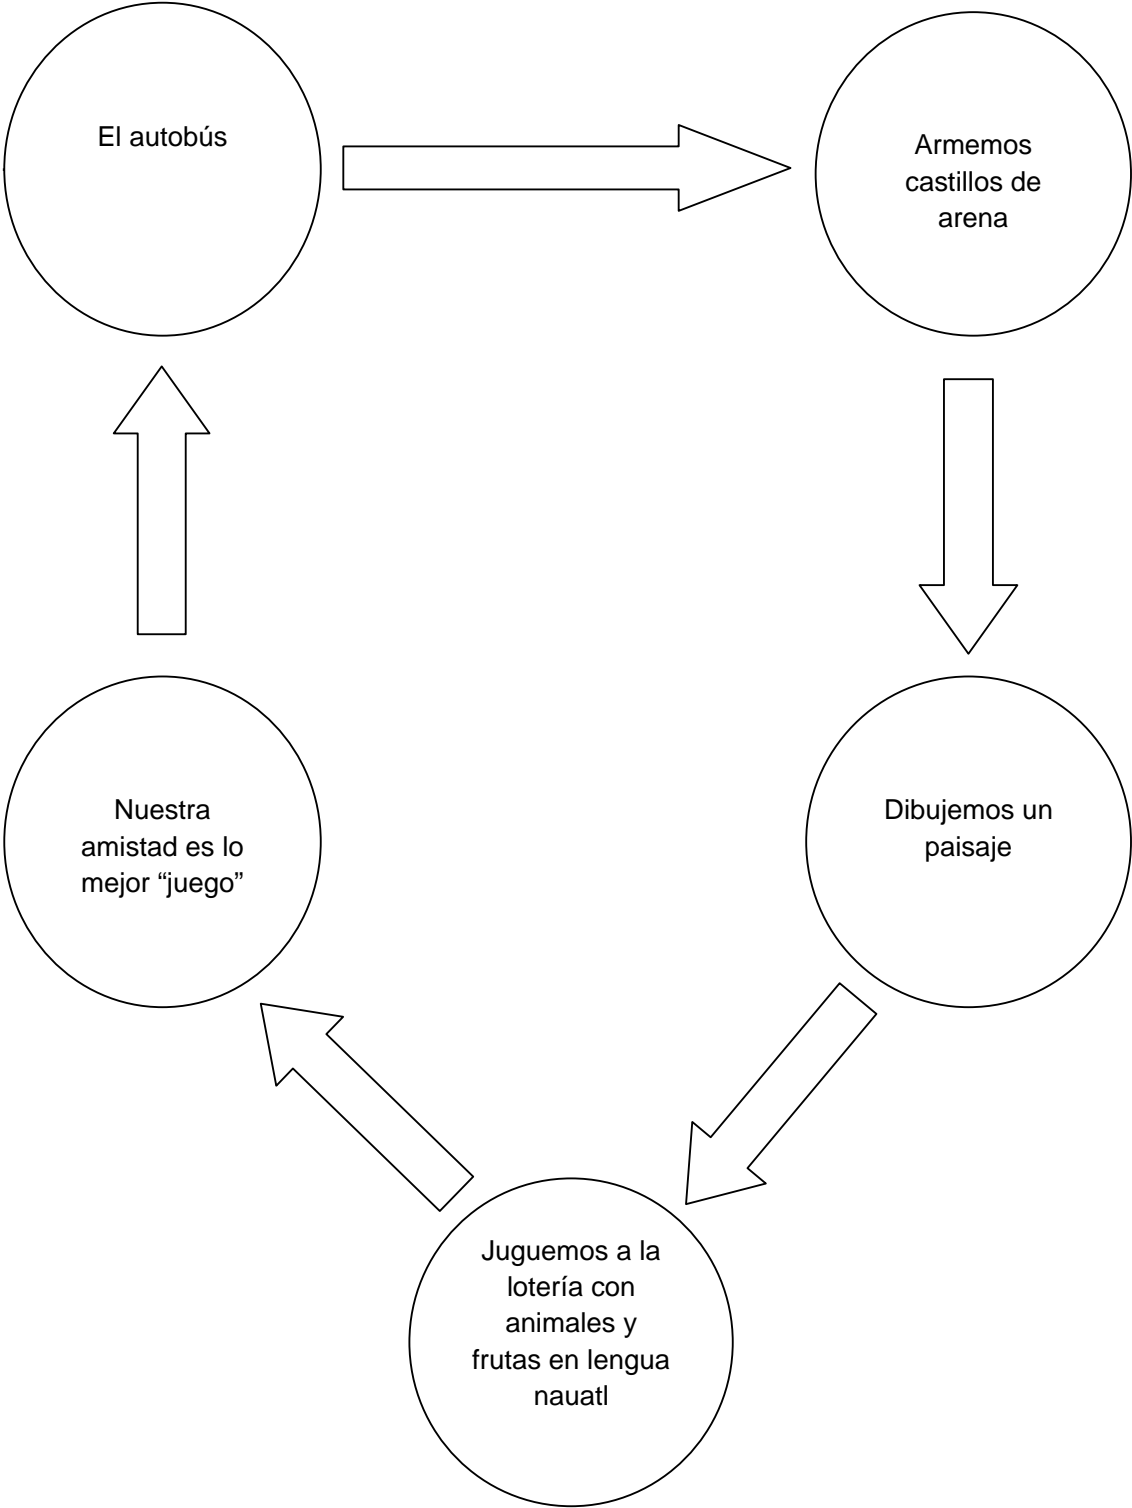 El autobús
Armemos
castillos de
arena
Dibujemos un
paisaje
Juguemos a la
lotería con
animales y
frutas en lengua
nauatl
Nuestra
amistad es lo
mejor “juego”